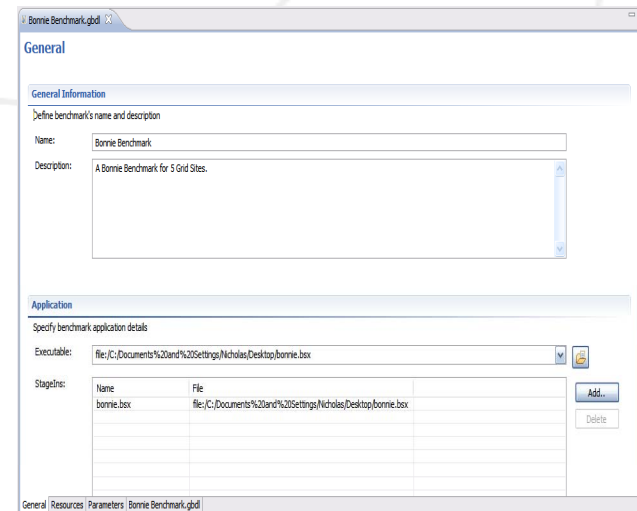 Bonnie Benchmark.gbdl
General
General Information
Define benchmark's name and description
Name: Bonnie Benchmark
Description: A Bonnie Benchmark for 5 Grid Sites.
Application
Specify benchmark application details
Executable: file:/C:/Documents%20and%20Settings/Nicholas/Desktop/bonnie.bsx
StageIns: Name File Add..
bonnie.bsx file:/C:/Documents%20and%20Settings/Nicholas/Desktop/bonnie.bsx
Delete
General Resources Parameters Bonnie Benchmark.gbdl